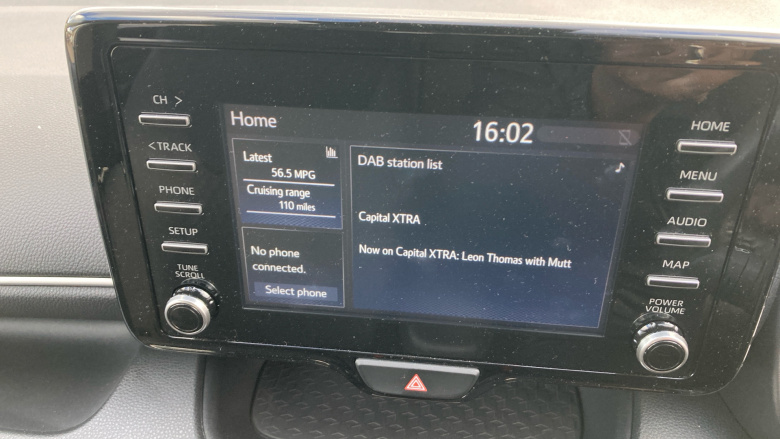 CH >
< TRACK
PHONE
SETUP
TUNE
SCROLL
Home
16:02
Latest
56.5 MPG
Cruising range
110 miles
No phone
connected.
Select phone
DAB station list
Capital XTRA
Now on Capital XTRA: Leon Thomas with Mutt
HOME
MENU
AUDIO
MAP
POWER
VOLUME